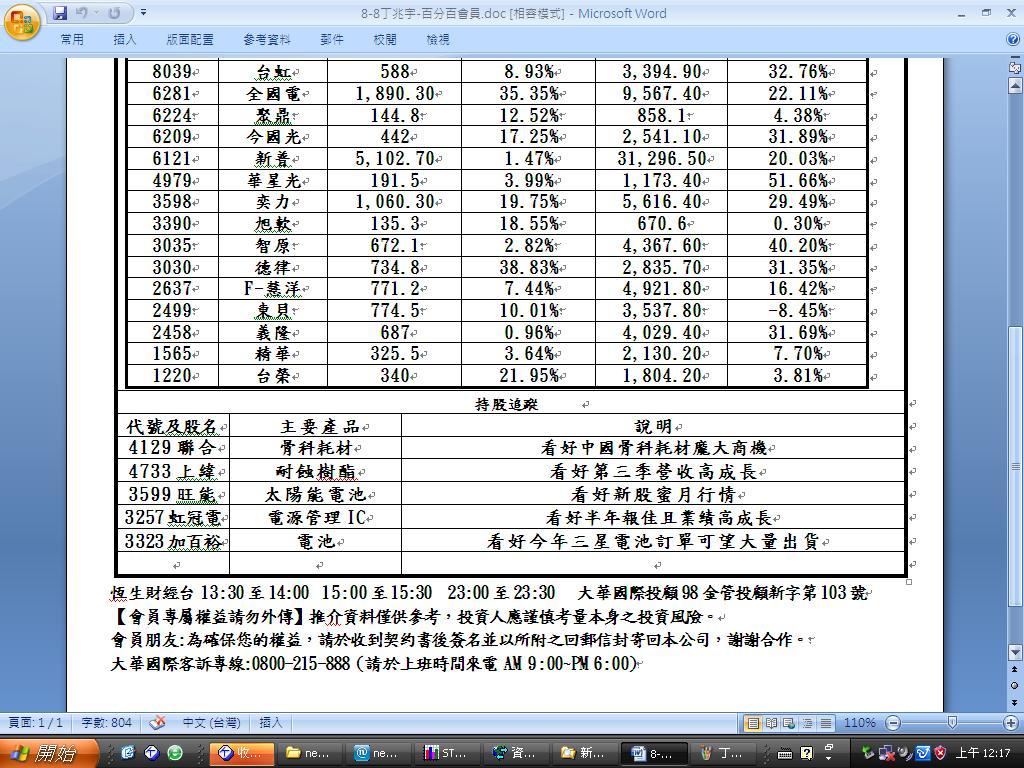 8-8丁兆宇-百分百會員.doc [相容模式] - Microsoft Word
常用 插入 版面配置 參考資料 郵件 校閱 檢視
8039 台虹 588 8.93% 3,394.90 32.76%
6281 全國電 1,890.30 35.35% 9,567.40 22.11%
6224 聚鼎 144.8 12.52% 858.1 4.38%
6209 今國光 442 17.25% 2,541.10 31.89%
6121 新普 5,102.70 1.47% 31,296.50 20.03%
4979 華星光 191.5 3.99% 1,173.40 51.66%
3598 奕力 1,060.30 19.75% 5,616.40 29.49%
3390 旭軟 135.3 18.55% 670.6 0.30%
3035 智原 672.1 2.82% 4,367.60 40.20%
3030 德律 734.8 38.83% 2,835.70 31.35%
2637 F-慧洋 771.2 7.44% 4,921.80 16.42%
2499 東貝 774.5 10.01% 3,537.80 -8.45%
2458 義隆 687 0.96% 4,029.40 31.69%
1565 精華 325.5 3.64% 2,130.20 7.70%
1220 台榮 340 21.95% 1,804.20 3.81%
持股追蹤
代號及股名 主要產品 說明
4129 聯合 骨科耗材 看好中國骨科耗材龐大商機
4733 上緯 耐蝕樹酯 看好第三季營收高成長
3599 旺能 太陽能電池 看好新股蜜月行情
3257 虹冠電 電源管理 IC 看好半年報佳且業績高成長
3323 加百裕 電池 看好今年三星電池訂單可望大量出貨
恆生財經台 13:30 至 14:00 15:00 至 15:30 23:00 至 23:30 大華國際投顧 98 金管投顧新字第 103 號
【會員專屬權益請勿外傳】推介資料僅供參考，投資人應謹慎考量本身之投資風險。
會員朋友:為確保您的權益，請於收到契約書後簽名並以所附之回郵信封寄回本公司，謝謝合作。
大華國際客訴專線:0800-215-888（請於上班時間來電 AM 9:00~PM 6:00）
頁面: 1 / 1 字數: 804 中文 (台灣) 插入 110%
開始 收... ne... ne... ST... 資... 新... 8-... 丁... 上午 12:17